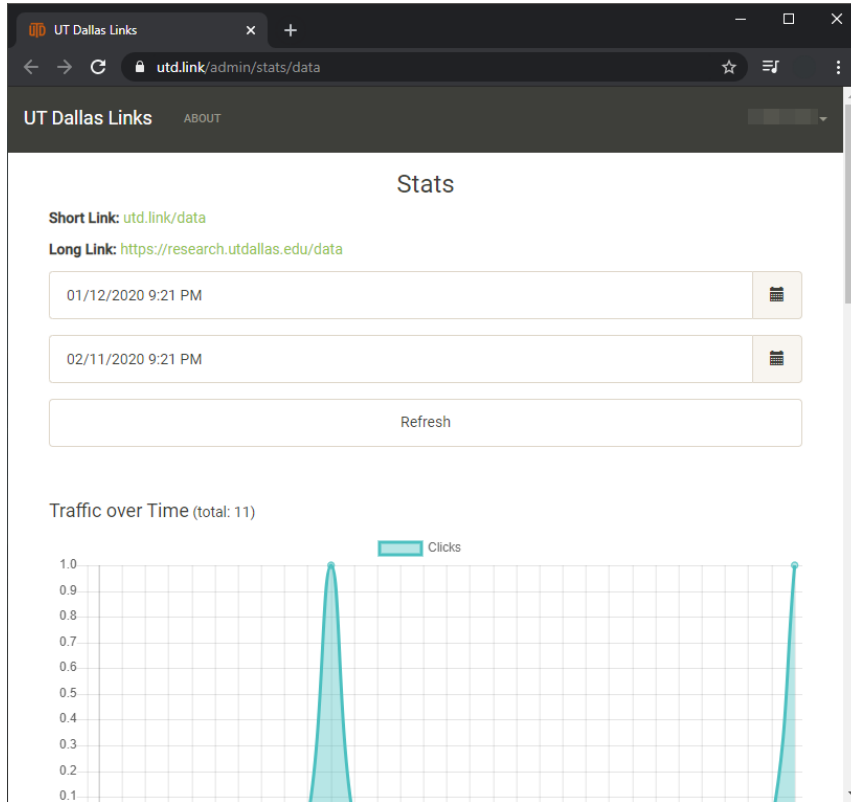 UT Dallas Links
utd.link/admin/stats/data
UT Dallas Links ABOUT
Stats
Short Link: utd.link/data
Long Link: https://research.utdallas.edu/data
01/12/2020 9:21 PM
02/11/2020 9:21 PM
Refresh
Traffic over Time (total: 11)
Clicks
1.0
0.9
0.8
0.7
0.6
0.5
0.4
0.3
0.2
0.1